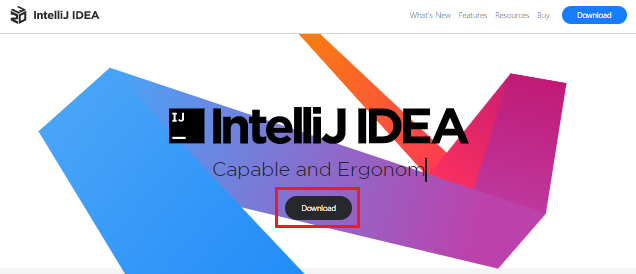 IntelliJ IDEA
What's New Features Resources Buy Download
IJ
IntelliJ IDEA
Capable and Ergonom
Download